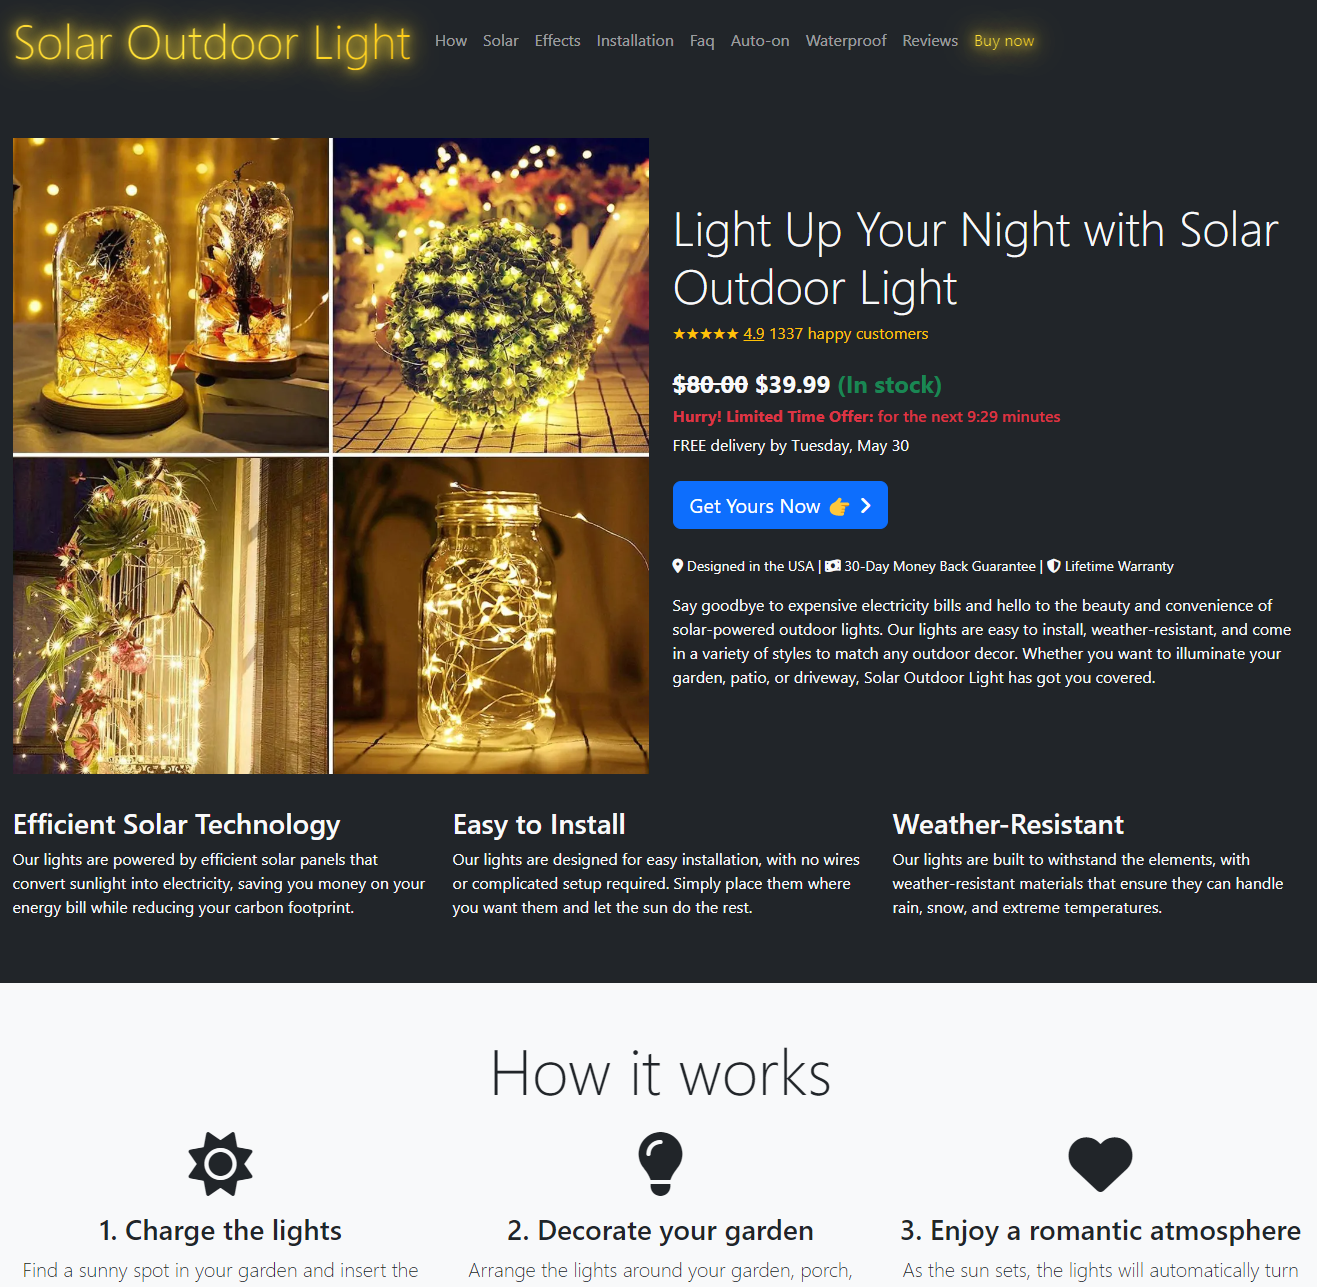 Solar Outdoor Light
How Solar Effects Installation Faq Auto-on Waterproof Reviews Buy now
Light Up Your Night with Solar
Outdoor Light
★★★★★ 4.9 1337 happy customers
$80.00 $39.99 (In stock)
Hurry! Limited Time Offer: for the next 9:29 minutes
FREE delivery by Tuesday, May 30
Get Yours Now 👉
Designed in the USA | 30-Day Money Back Guarantee | Lifetime Warranty
Say goodbye to expensive electricity bills and hello to the beauty and convenience of
solar-powered outdoor lights. Our lights are easy to install, weather-resistant, and come
in a variety of styles to match any outdoor decor. Whether you want to illuminate your
garden, patio, or driveway, Solar Outdoor Light has got you covered.
Efficient Solar Technology
Our lights are powered by efficient solar panels that
convert sunlight into electricity, saving you money on your
energy bill while reducing your carbon footprint.
Easy to Install
Our lights are designed for easy installation, with no wires
or complicated setup required. Simply place them where
you want them and let the sun do the rest.
Weather-Resistant
Our lights are built to withstand the elements, with
weather-resistant materials that ensure they can handle
rain, snow, and extreme temperatures.
How it works
1. Charge the lights
Find a sunny spot in your garden and insert the
2. Decorate your garden
Arrange the lights around your garden, porch,
3. Enjoy a romantic atmosphere
As the sun sets, the lights will automatically turn